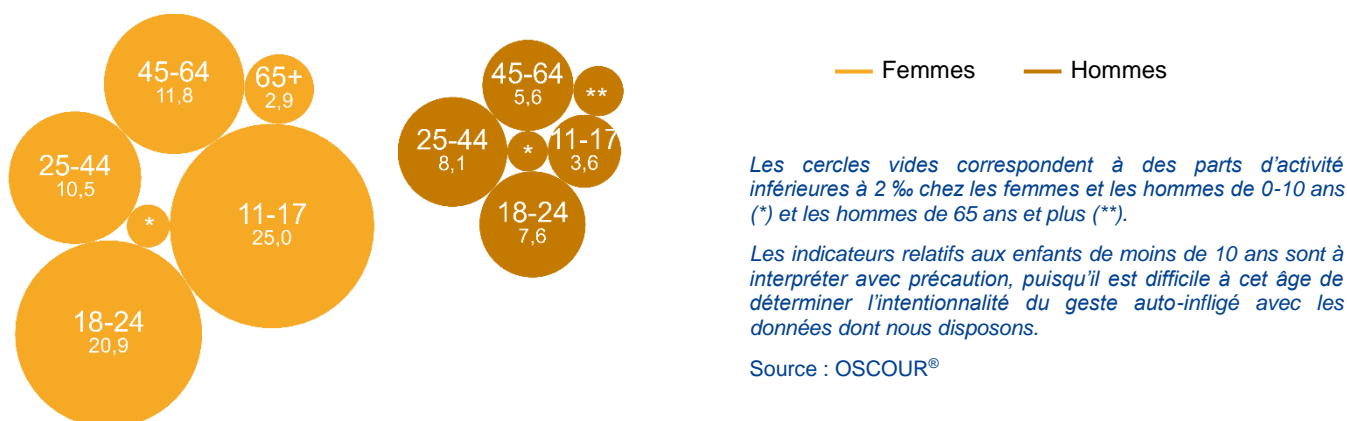 45-64
11,8
65+
2,9
25-44
10,5
*
11-17
25,0
18-24
20,9
45-64
5,6
**
25-44
8,1
*
11-17
3,6
18-24
7,6
Femmes
Hommes
Les cercles vides correspondent à des parts d'activité
inférieures à 2 ‰ chez les femmes et les hommes de 0-10 ans
(*) et les hommes de 65 ans et plus (**).
Les indicateurs relatifs aux enfants de moins de 10 ans sont à
interpréter avec précaution, puisqu'il est difficile à cet âge de
déterminer l'intentionnalité du geste auto-infligé avec les
données dont nous disposons.
Source : OSCOUR®